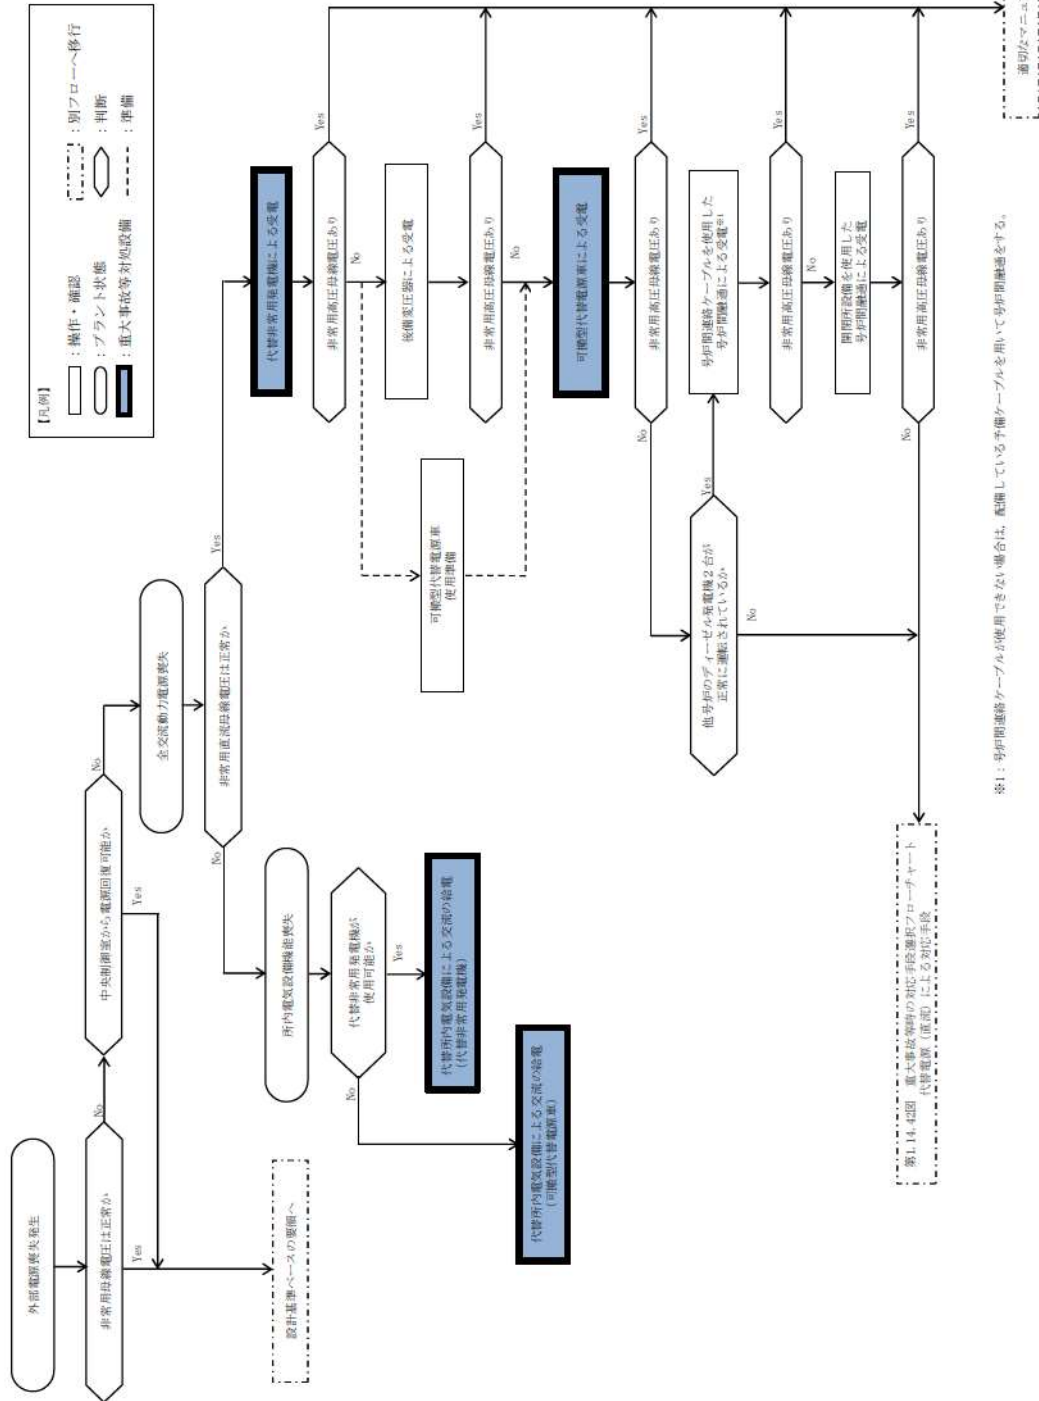 【凡例】
：操作・確認
：プラント状態
：重大事故等対処設備
：別フローへ移行
：判断
：準備
外部電源喪失発生
非常用母線電圧は正常か
No
Yes
設計基準ベースの要領へ
中央制御室から電源回復可能か
No
Yes
全交流動力電源喪失
非常用直流母線電圧は正常か
No
Yes
所内電気設備機能喪失
代替非常用発電機が
使用可能か
No
Yes
代替所内電気設備による交流の給電
（代替非常用発電機）
代替所内電気設備による交流の給電
（可搬型代替電源車）
代替非常用発電機による受電
非常用高圧母線電圧あり
Yes
No
後備変圧器による受電
可搬型代替電源車
使用準備
非常用高圧母線電圧あり
Yes
No
可搬型代替電源車による受電
非常用高圧母線電圧あり
Yes
No
他号炉のディーゼル発電機２台が
正常に運転されているか
Yes
No
号炉間連絡ケーブルを使用した
号炉間融通による受電※1
非常用高圧母線電圧あり
Yes
No
開閉所設備を使用した
号炉間融通による受電
非常用高圧母線電圧あり
Yes
No
第1.14.42図　重大事故等時の対応手段選択フローチャート
代替電源（直流）による対応手段
適切なマニュ
※1：号炉間連絡ケーブルが使用できない場合は，配備している予備ケーブルを用いて号炉間融通をする。